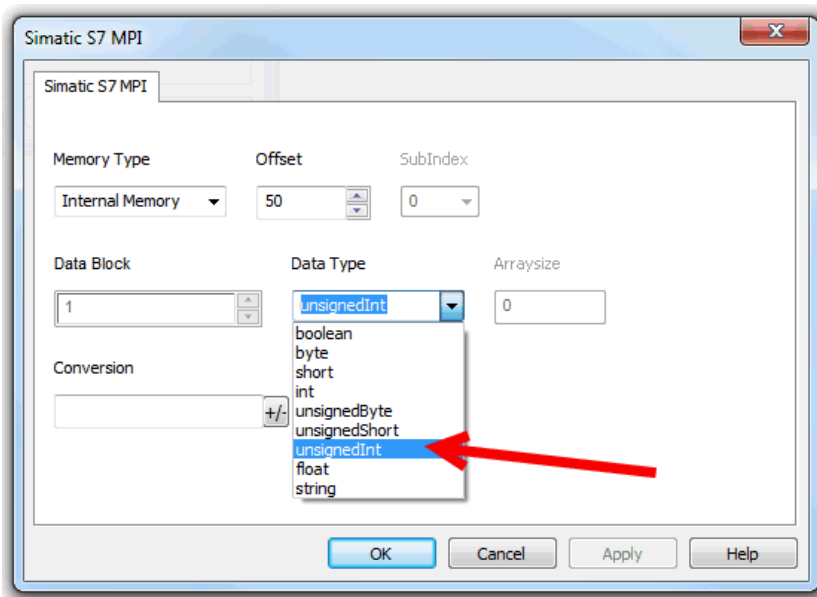 Simatic S7 MPI
Simatic S7 MPI
Memory Type Offset SubIndex
Internal Memory 50 0
Data Block Data Type Arraysize
1 unsignedInt 0
boolean
byte
short
Conversion
int
+/-
unsignedByte
unsignedShort
unsignedInt
float
string
OK Cancel Apply Help